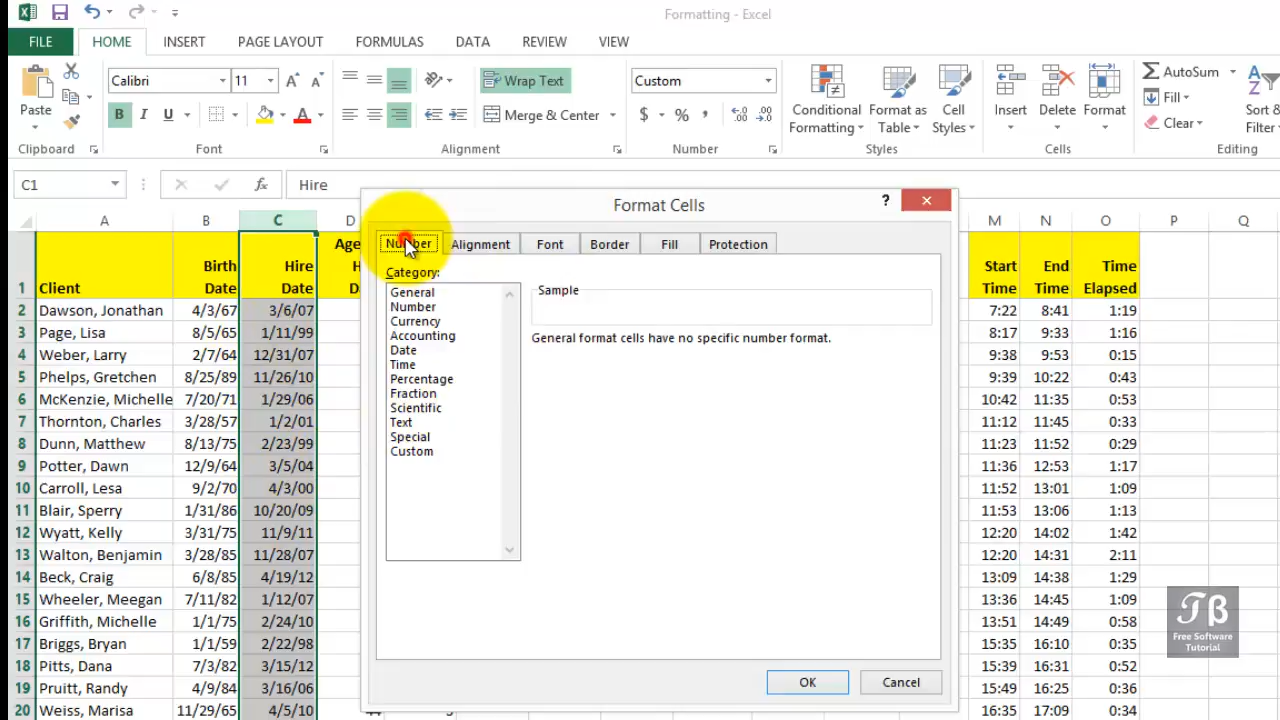 Formatting - Excel
FILE HOME INSERT PAGE LAYOUT FORMULAS DATA REVIEW VIEW
Calibri 11 Wrap Text Custom AutoSum
Paste B I U Merge & Center $ % , Conditional Formatting Format as Table Cell Styles Insert Delete Format Fill Clear Sort & Filter
Clipboard Font Alignment Number Styles Cells Editing
C1 fx Hire
Format Cells ?
Number Alignment Font Border Fill Protection
Category:
General
Number
Currency
Accounting
Date
Time
Percentage
Fraction
Scientific
Text
Special
Custom
Sample
General format cells have no specific number format.
OK Cancel
A B C D M N O P Q
1 Client Birth Date Hire Date Age Start Time End Time Time Elapsed
2 Dawson, Jonathan 4/3/67 3/6/07 7:22 8:41 1:19
3 Page, Lisa 8/5/65 1/11/99 8:17 9:33 1:16
4 Weber, Larry 2/7/64 12/31/07 9:38 9:53 0:15
5 Phelps, Gretchen 8/25/89 11/26/10 9:39 10:22 0:43
6 McKenzie, Michelle 7/20/71 1/29/06 10:42 11:35 0:53
7 Thornton, Charles 3/28/57 1/2/01 11:12 11:45 0:33
8 Dunn, Matthew 8/13/75 2/23/99 11:23 11:52 0:29
9 Potter, Dawn 12/9/64 3/5/04 11:36 12:53 1:17
10 Carroll, Lesa 9/2/70 4/3/00 11:52 13:01 1:09
11 Blair, Sperry 1/31/86 10/20/09 11:53 13:06 1:13
12 Wyatt, Kelly 3/31/75 11/9/11 12:20 14:02 1:42
13 Walton, Benjamin 3/28/85 11/28/07 12:20 14:31 2:11
14 Beck, Craig 6/8/85 4/19/12 13:09 14:38 1:29
15 Wheeler, Meegan 7/11/82 1/12/07 13:36 14:45 1:09
16 Griffith, Michelle 1/1/59 2/24/10 13:51 14:49 0:58
17 Briggs, Bryan 1/1/59 2/22/98 15:35 16:10 0:35
18 Pitts, Dana 7/3/82 3/15/12 15:39 16:31 0:52
19 Pruitt, Randy 4/9/84 3/16/06 15:49 16:25 0:36
20 Weiss, Marisa 11/29/65 4/5/10 16:35 17:09 0:34
Tβ
Free Software
Tutorial